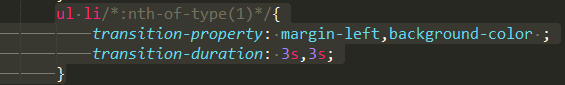 ul li/*:nth-of-type(1)*/{
transition-property: margin-left,background-color ;
transition-duration: 3s,3s;
}